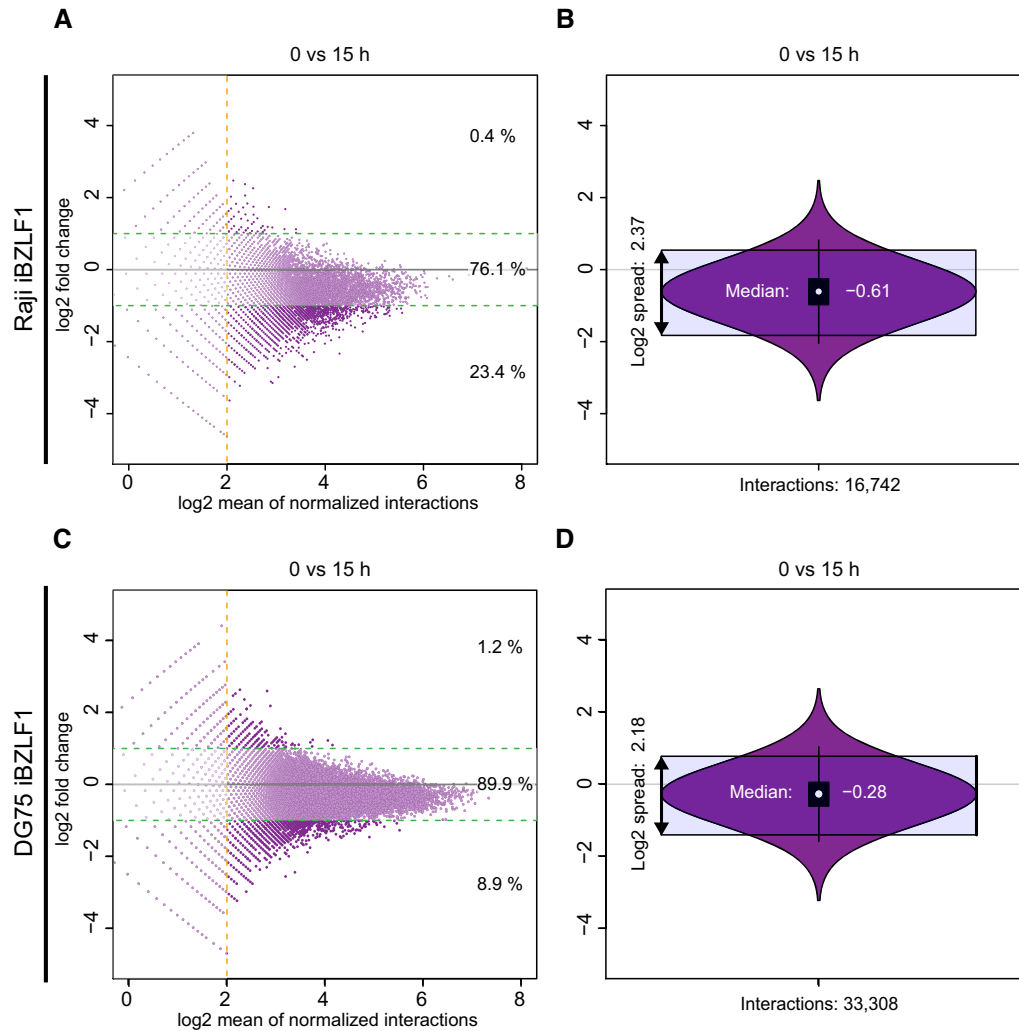 A
B
0 vs 15 h
0 vs 15 h
Raji iBZLF1
log2 fold change
4
2
0
−2
−4
0.4 %
76.1 %
23.4 %
0 2 4 6 8
log2 mean of normalized interactions
4
2
0
−2
−4
Log2 spread: 2.37
Median: −0.61
Interactions: 16,742
C
D
0 vs 15 h
0 vs 15 h
DG75 iBZLF1
log2 fold change
4
2
0
−2
−4
1.2 %
89.9 %
8.9 %
0 2 4 6 8
log2 mean of normalized interactions
4
2
0
−2
−4
Log2 spread: 2.18
Median: −0.28
Interactions: 33,308